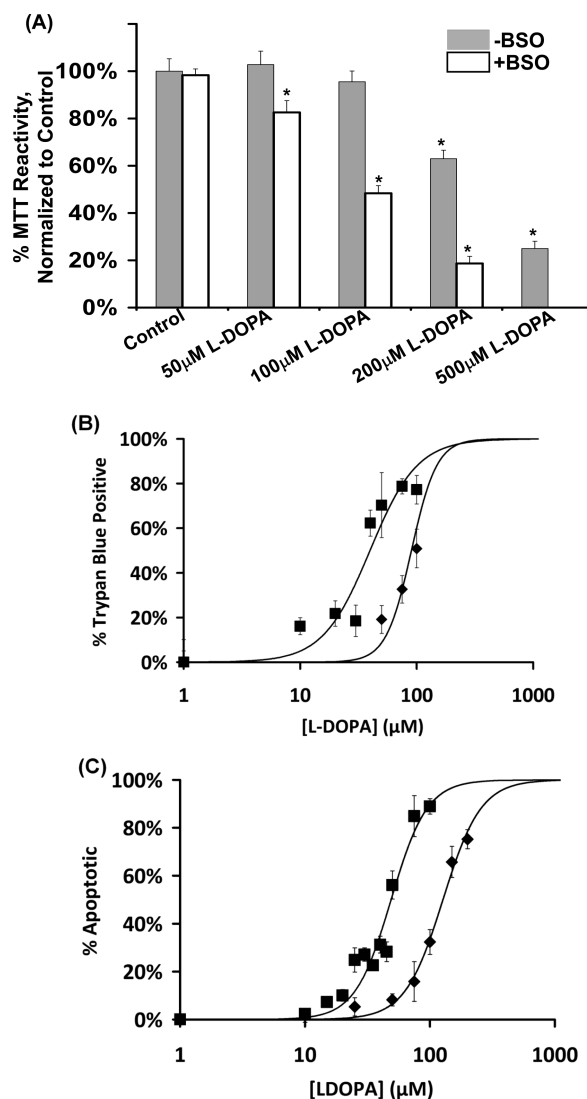 (A)
-BSO
+BSO
% MTT Reactivity,
Normalized to Control
100%
80%
60%
40%
20%
0%
*
*
*
*
*
Control
50µM L-DOPA
100µM L-DOPA
200µM L-DOPA
500µM L-DOPA
(B)
% Trypan Blue Positive
100%
80%
60%
40%
20%
0%
1
10
100
1000
[L-DOPA] (µM)
(C)
% Apoptotic
100%
80%
60%
40%
20%
0%
1
10
100
1000
[LDOPA] (µM)